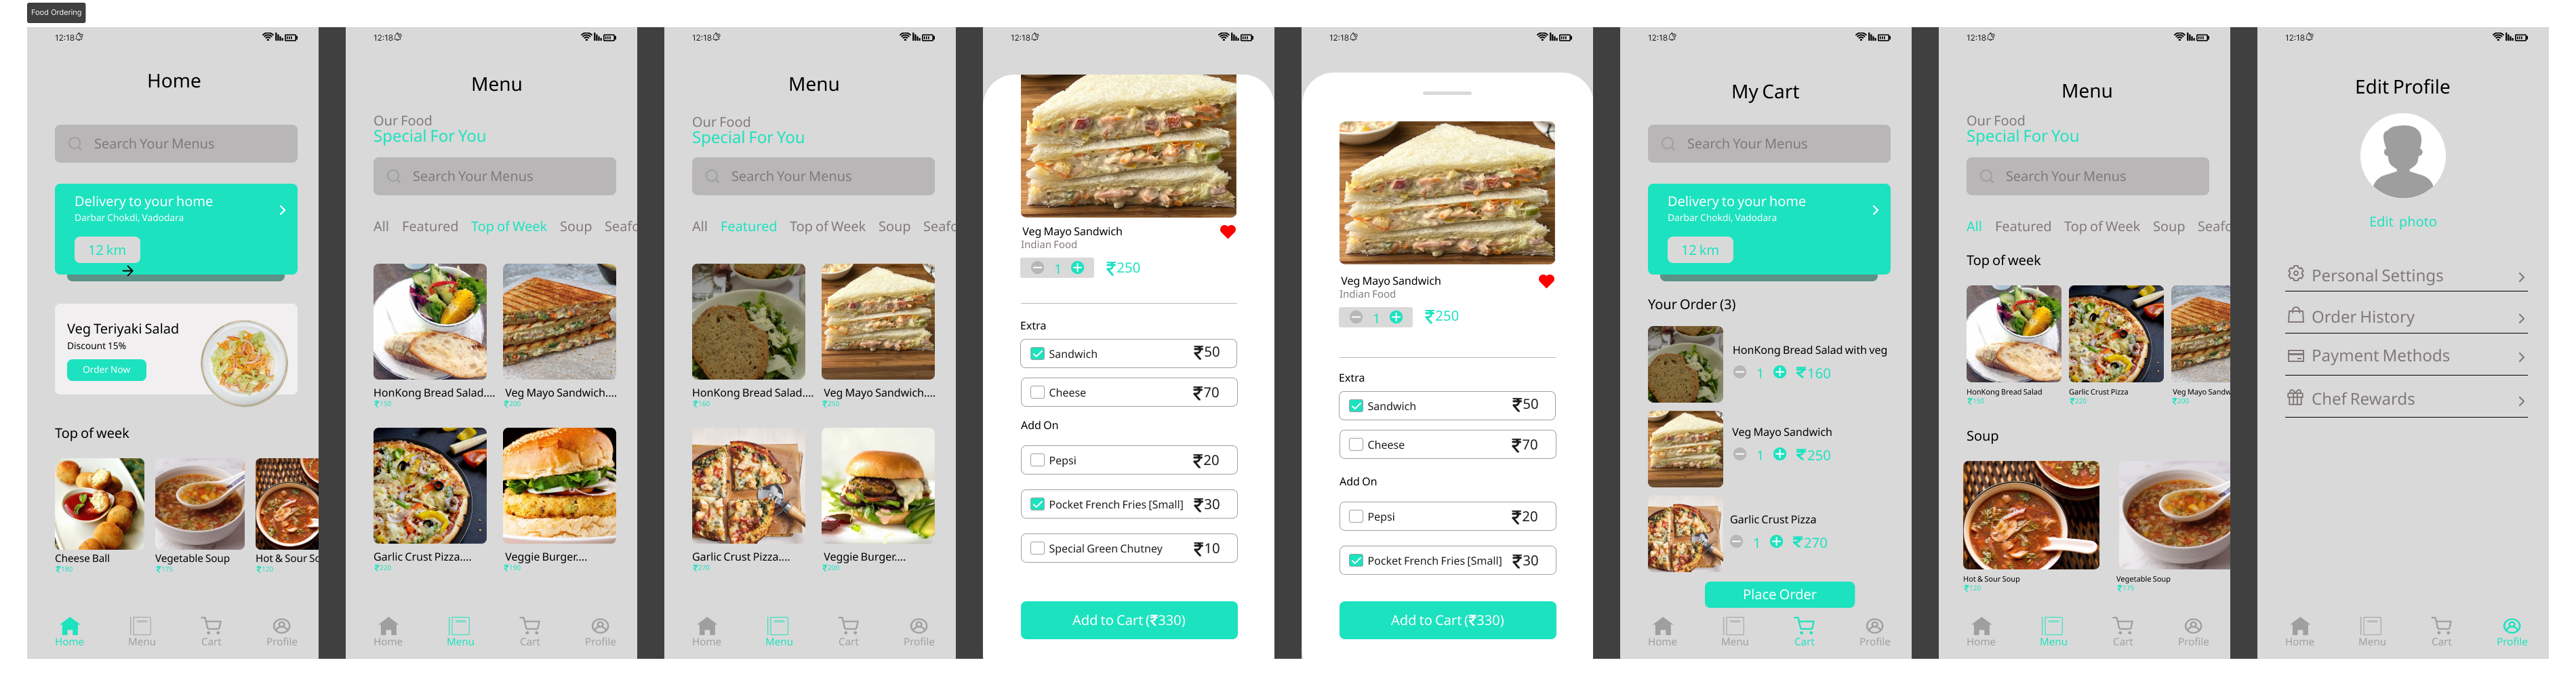 Food Ordering
12:18
Home
Search Your Menus
Delivery to your home
Darbar Chokdi, Vadodara
12 km
Veg Teriyaki Salad
Discount 15%
Order Now
Top of week
Cheese Ball
₹180
Vegetable Soup
₹175
Hot & Sour So
₹120
Home Menu Cart Profile
12:18
Menu
Our Food
Special For You
Search Your Menus
All Featured Top of Week Soup Seafo
HonKong Bread Salad....
₹150
Veg Mayo Sandwich....
₹200
Garlic Crust Pizza....
₹220
Veggie Burger....
₹190
Home Menu Cart Profile
12:18
Menu
Our Food
Special For You
Search Your Menus
All Featured Top of Week Soup Seafo
HonKong Bread Salad....
₹160
Veg Mayo Sandwich....
₹250
Garlic Crust Pizza....
₹270
Veggie Burger....
₹200
Home Menu Cart Profile
12:18
Veg Mayo Sandwich
Indian Food
1 ₹250
Extra
Sandwich ₹50
Cheese ₹70
Add On
Pepsi ₹20
Pocket French Fries [Small] ₹30
Special Green Chutney ₹10
Add to Cart (₹330)
12:18
Veg Mayo Sandwich
Indian Food
1 ₹250
Extra
Sandwich ₹50
Cheese ₹70
Add On
Pepsi ₹20
Pocket French Fries [Small] ₹30
Add to Cart (₹330)
12:18
My Cart
Search Your Menus
Delivery to your home
Darbar Chokdi, Vadodara
12 km
Your Order (3)
HonKong Bread Salad with veg
1 ₹160
Veg Mayo Sandwich
1 ₹250
Garlic Crust Pizza
1 ₹270
Place Order
Home Menu Cart Profile
12:18
Menu
Our Food
Special For You
Search Your Menus
All Featured Top of Week Soup Seafo
Top of week
HonKong Bread Salad
₹150
Garlic Crust Pizza
₹220
Veg Mayo Sandw
₹200
Soup
Hot & Sour Soup
₹120
Vegetable Soup
₹175
Home Menu Cart Profile
12:18
Edit Profile
Edit photo
Personal Settings
Order History
Payment Methods
Chef Rewards
Home Menu Cart Profile